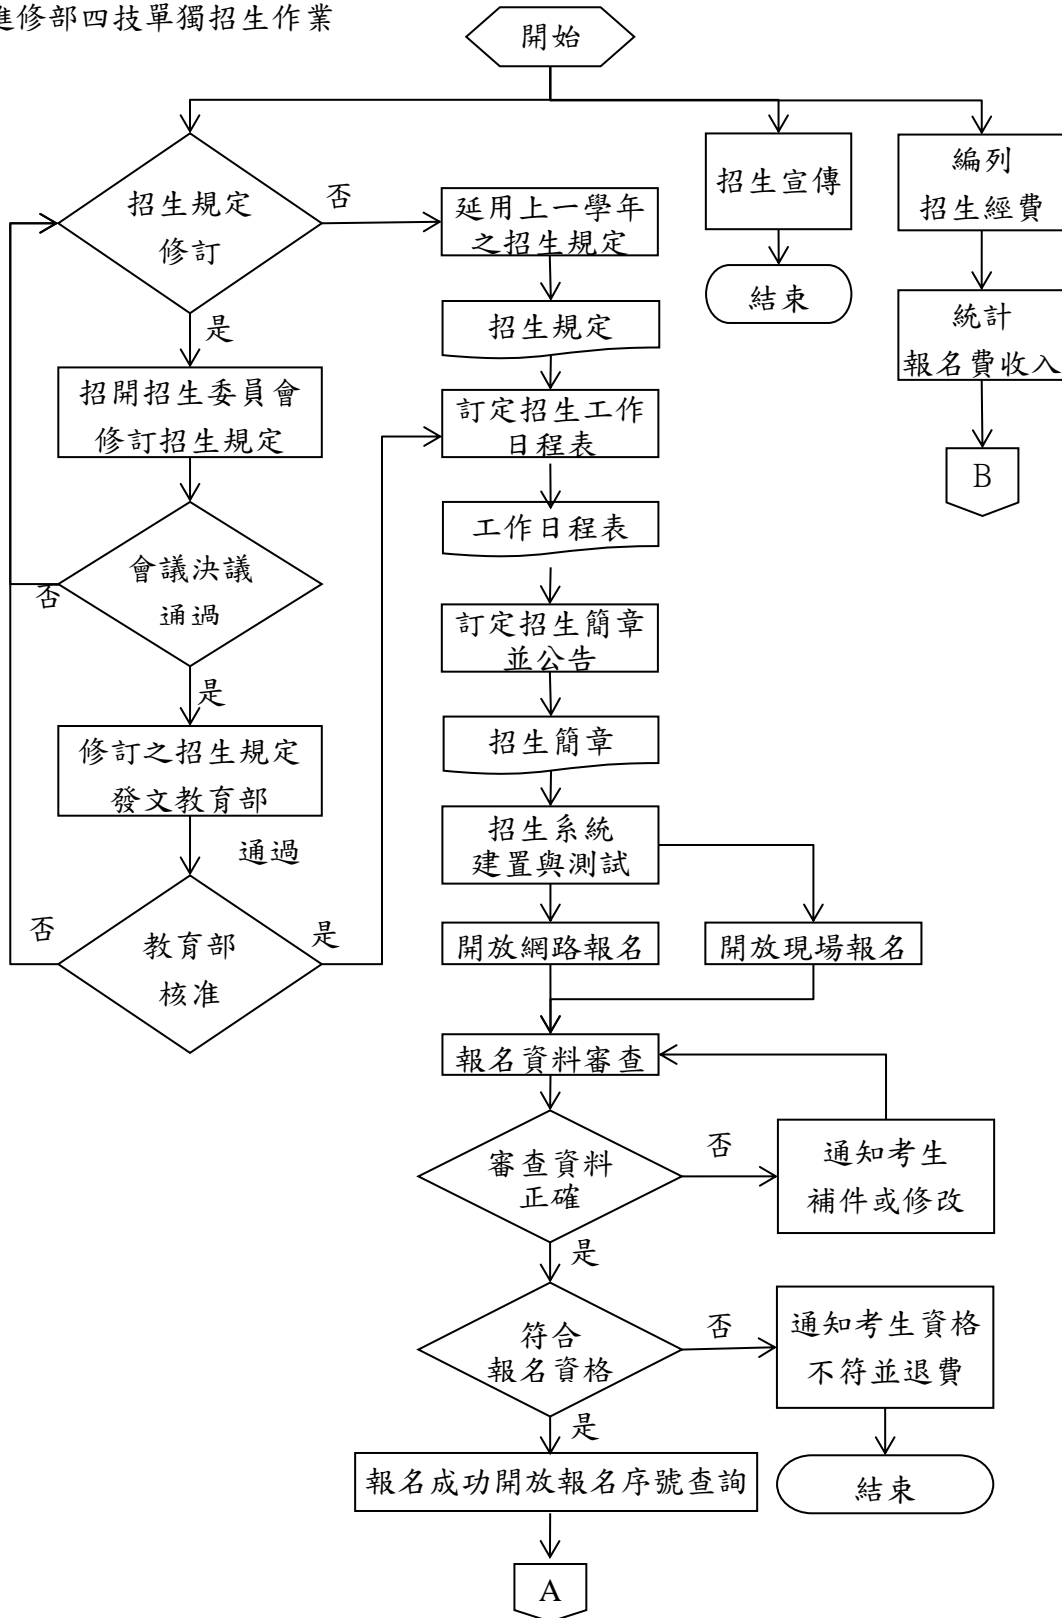 進修部四技單獨招生作業
開始
招生規定
修訂
否
是
延用上一學年
之招生規定
招生宣傳
結束
編列
招生經費
統計
報名費收入
B
招生規定
招開招生委員會
修訂招生規定
訂定招生工作
日程表
工作日程表
會議決議
通過
否
是
訂定招生簡章
並公告
修訂之招生規定
發文教育部
通過
招生簡章
招生系統
建置與測試
教育部
核准
否
是
開放網路報名
開放現場報名
報名資料審查
審查資料
正確
否
是
通知考生
補件或修改
符合
報名資格
否
是
通知考生資格
不符並退費
結束
報名成功開放報名序號查詢
A